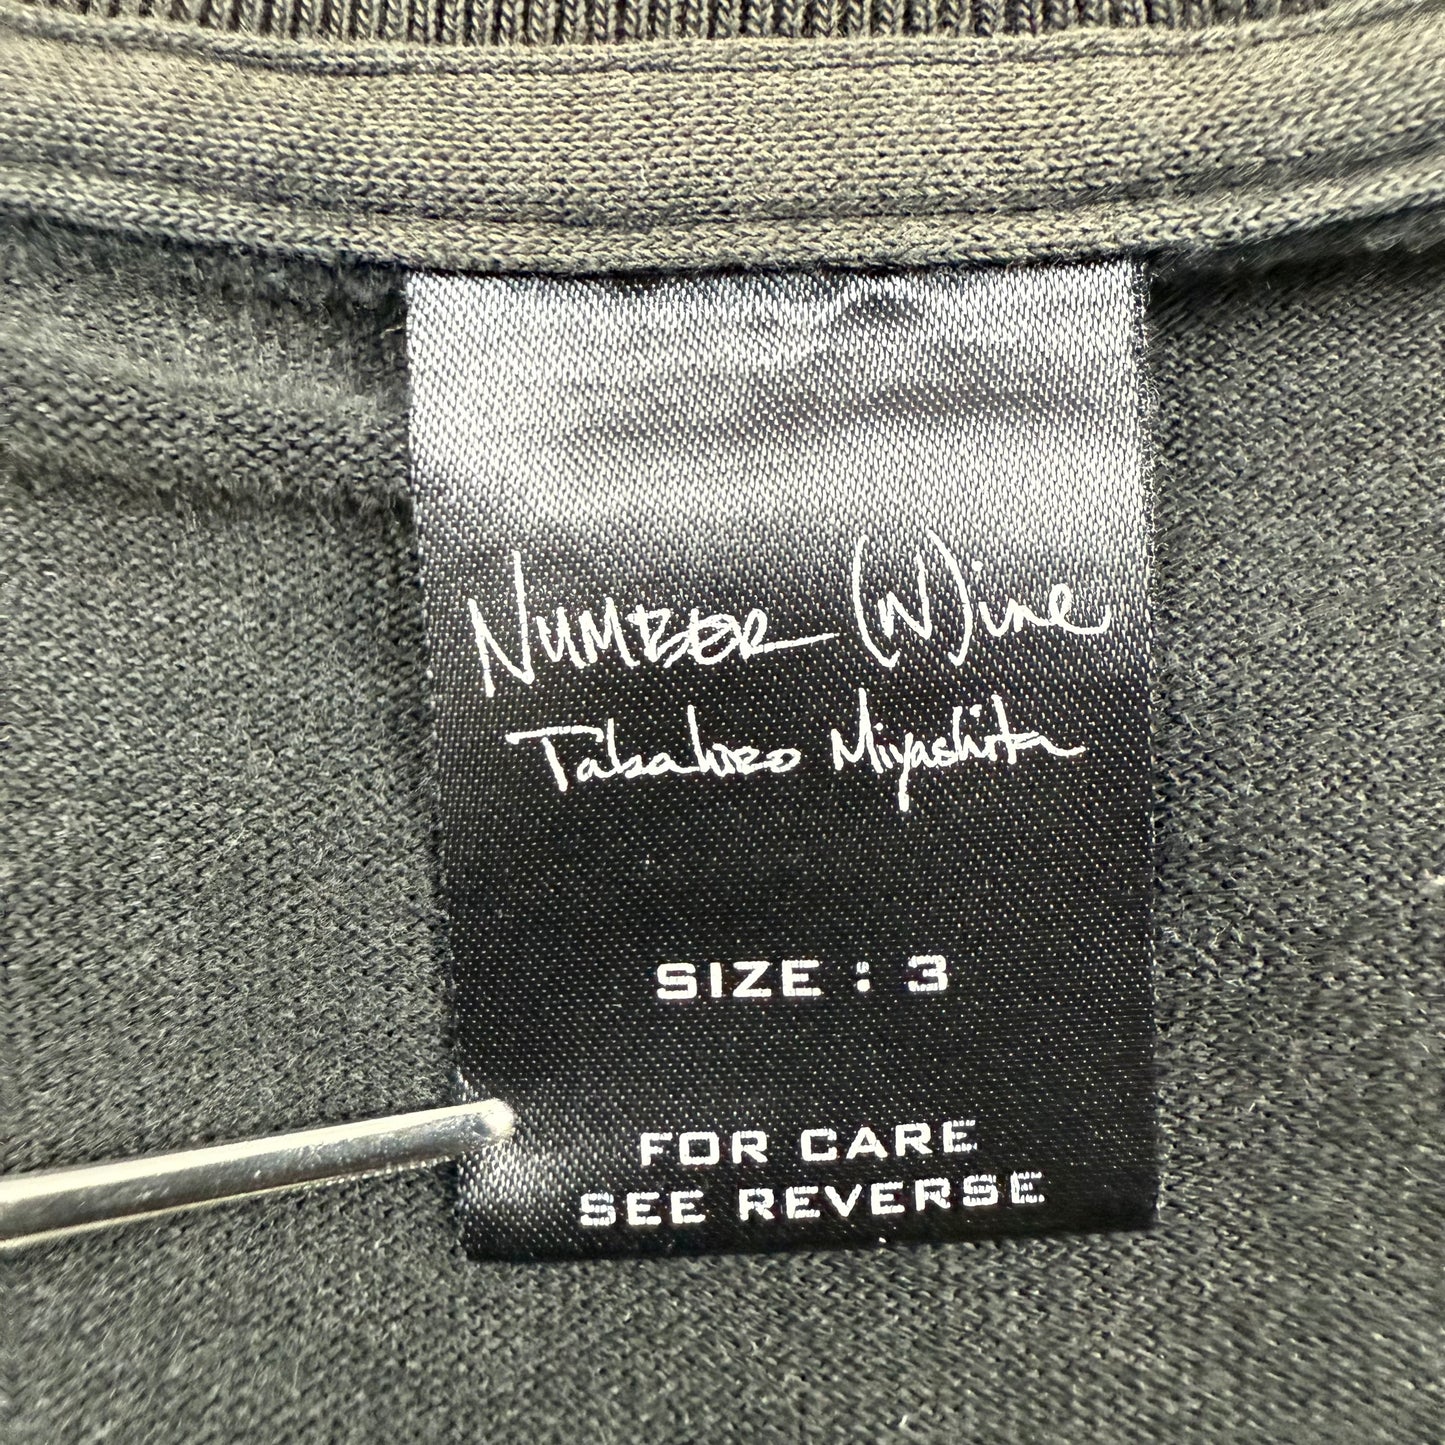 NUMBER (N)ine
Takahiro Miyashita
SIZE : 3
FOR CARE
SEE REVERSE